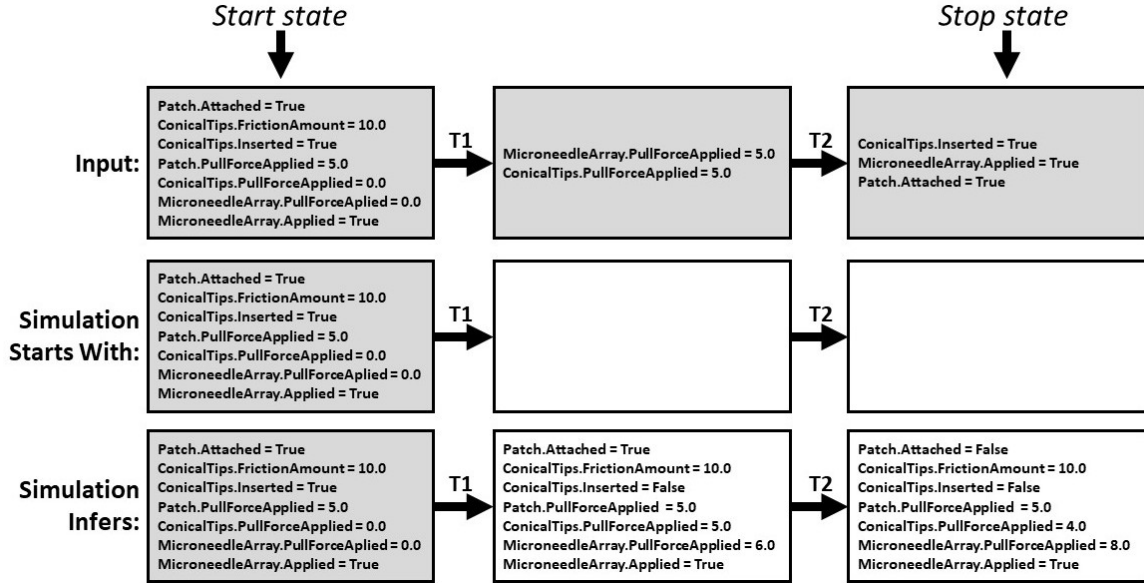 Start state
Stop state
Input:
Patch.Attached = True
ConicalTips.FrictionAmount = 10.0
ConicalTips.Inserted = True
Patch.PullForceApplied = 5.0
ConicalTips.PullForceApplied = 0.0
MicroneedleArray.PullForceAplied = 0.0
MicroneedleArray.Applied = True
T1
MicroneedleArray.PullForceApplied = 5.0
ConicalTips.PullForceApplied = 5.0
T2
ConicalTips.Inserted = True
MicroneedleArray.Applied = True
Patch.Attached = True
Simulation
Starts With:
Patch.Attached = True
ConicalTips.FrictionAmount = 10.0
ConicalTips.Inserted = True
Patch.PullForceApplied = 5.0
ConicalTips.PullForceApplied = 0.0
MicroneedleArray.PullForceAplied = 0.0
MicroneedleArray.Applied = True
T1
T2
Simulation
Infers:
Patch.Attached = True
ConicalTips.FrictionAmount = 10.0
ConicalTips.Inserted = True
Patch.PullForceApplied = 5.0
ConicalTips.PullForceApplied = 0.0
MicroneedleArray.PullForceAplied = 0.0
MicroneedleArray.Applied = True
T1
Patch.Attached = True
ConicalTips.FrictionAmount = 10.0
ConicalTips.Inserted = False
Patch.PullForceApplied = 5.0
ConicalTips.PullForceApplied = 5.0
MicroneedleArray.PullForceApplied = 6.0
MicroneedleArray.Applied = True
T2
Patch.Attached = False
ConicalTips.FrictionAmount = 10.0
ConicalTips.Inserted = False
Patch.PullForceApplied = 5.0
ConicalTips.PullForceApplied = 4.0
MicroneedleArray.PullForceApplied = 8.0
MicroneedleArray.Applied = True